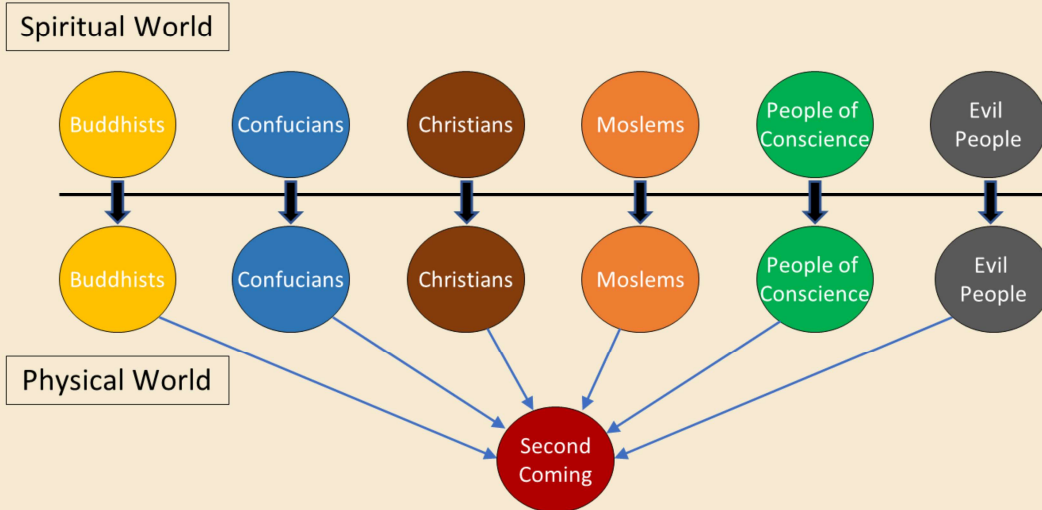 Spiritual World
Buddhists
Confucians
Christians
Moslems
People of
Conscience
Evil
People
Buddhists
Confucians
Christians
Moslems
People of
Conscience
Evil
People
Physical World
Second
Coming